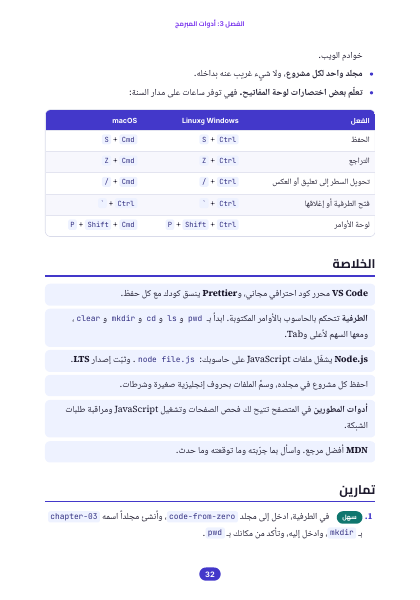 الفصل 3: أدوات المبرمج
خوادم الويب.
• مجلد واحد لكل مشروع، ولا شيء غريب عنه بداخله.
• تعلّم بعض اختصارات لوحة المفاتيح، فهي توفر ساعات على مدار السنة:
الفعل Windows وLinux macOS
الحفظ Ctrl + S Cmd + S
التراجع Ctrl + Z Cmd + Z
تحويل السطر إلى تعليق أو العكس Ctrl + / Cmd + /
فتح الطرفية أو إغلاقها Ctrl + ` Ctrl + `
لوحة الأوامر Ctrl + Shift + P Cmd + Shift + P
الخلاصة
VS Code محرر كود احترافي مجاني، وPrettier ينسق كودك مع كل حفظ.
الطرفية تتحكم بالحاسوب بالأوامر المكتوبة. ابدأ بـ pwd و ls و cd و mkdir و clear،
ومعها السهم لأعلى وTab.
Node.js يشغّل ملفات JavaScript على حاسوبك: node file.js. وثبّت إصدار LTS.
احفظ كل مشروع في مجلده، وسمِّ الملفات بحروف إنجليزية صغيرة وشرطات.
أدوات المطورين في المتصفح تتيح لك فحص الصفحات وتشغيل JavaScript ومراقبة طلبات
الشبكة.
MDN أفضل مرجع. واسأل بما جرّبته وما توقعته وما حدث.
تمارين
1. سهل في الطرفية، ادخل إلى مجلد code-from-zero، وأنشئ مجلداً اسمه chapter-03
بـ mkdir، وادخل إليه، وتأكد من مكانك بـ pwd.
32